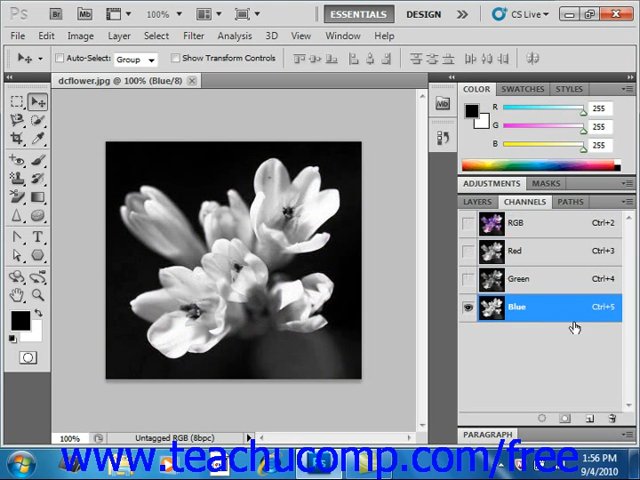 Ps Br Mb 100% ESSENTIALS DESIGN CS Live
File Edit Image Layer Select Filter Analysis 3D View Window Help
Auto-Select: Group Show Transform Controls
dcflower.jpg @ 100% (Blue/8)
COLOR SWATCHES STYLES
R 255
G 255
B 255
ADJUSTMENTS MASKS
LAYERS CHANNELS PATHS
RGB Ctrl+2
Red Ctrl+3
Green Ctrl+4
Blue Ctrl+5
100% Untagged RGB (8bpc)
PARAGRAPH
www.teachucomp.com/free
1:56 PM
9/4/2010